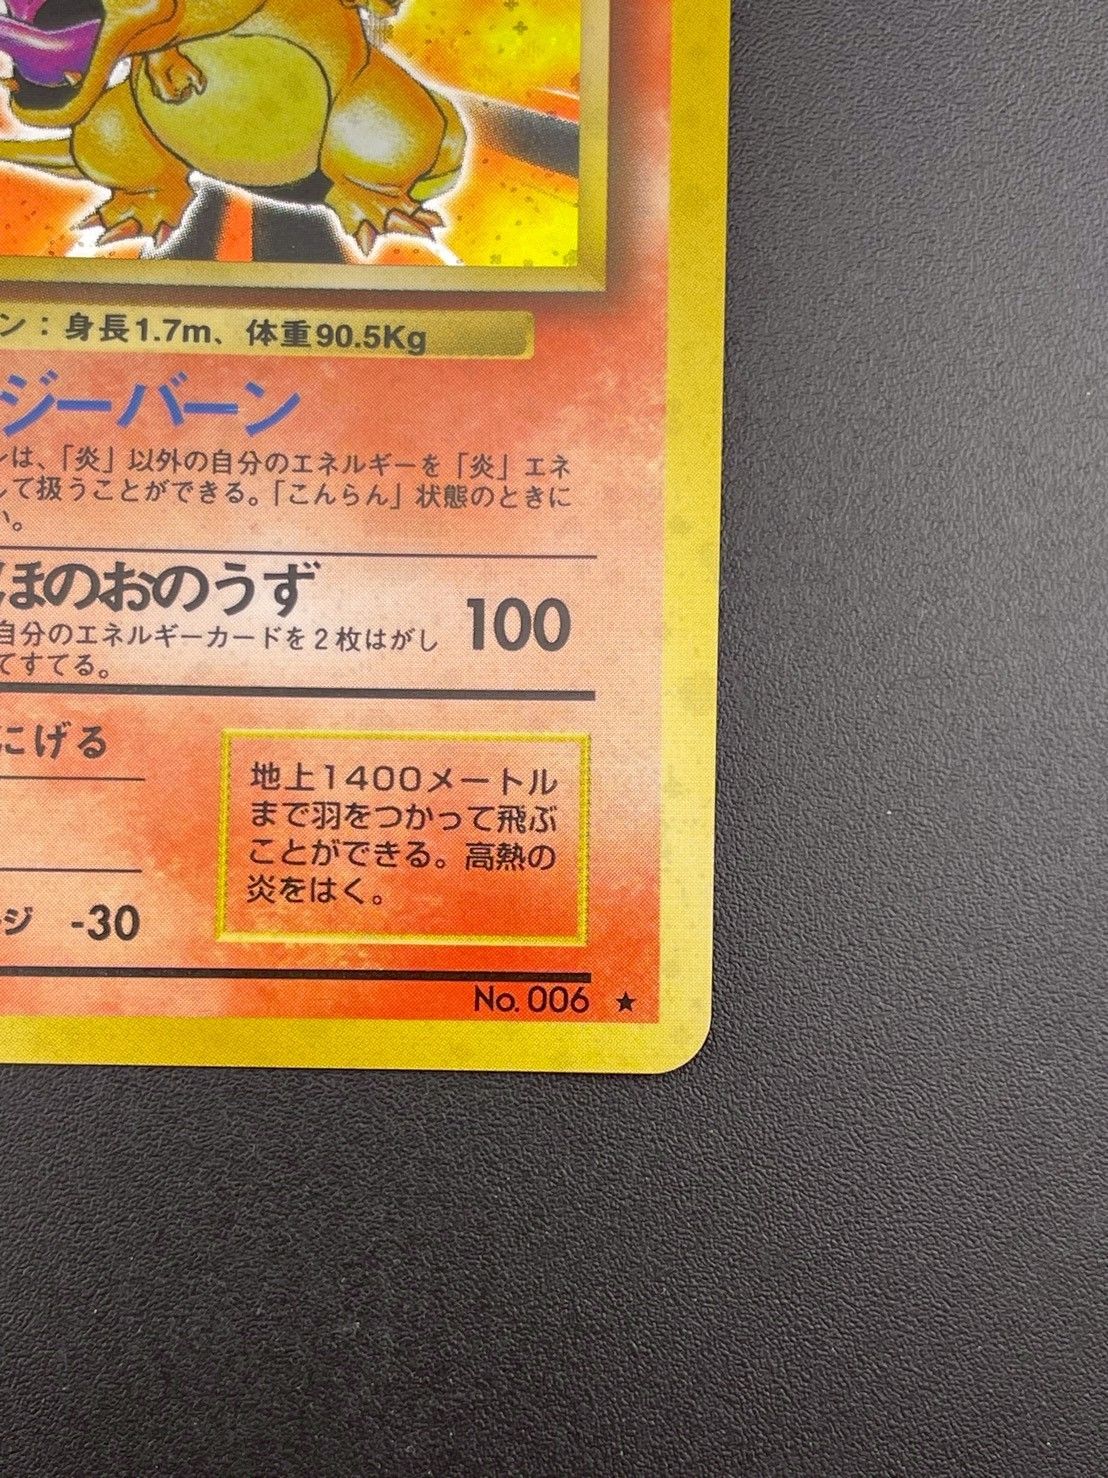 ン：身長1.7m、体重90.5Kg
ジーバーン
ンは、「炎」以外の自分のエネルギーを「炎」エネ
して扱うことができる。「こんらん」状態のときに
い。
ほのおのうず
100
自分のエネルギーカードを2枚はがし
てすてる。
にげる
地上1400メートル
まで羽をつかって飛ぶ
ことができる。高熱の
炎をはく。
ージ -30
No. 006 ★